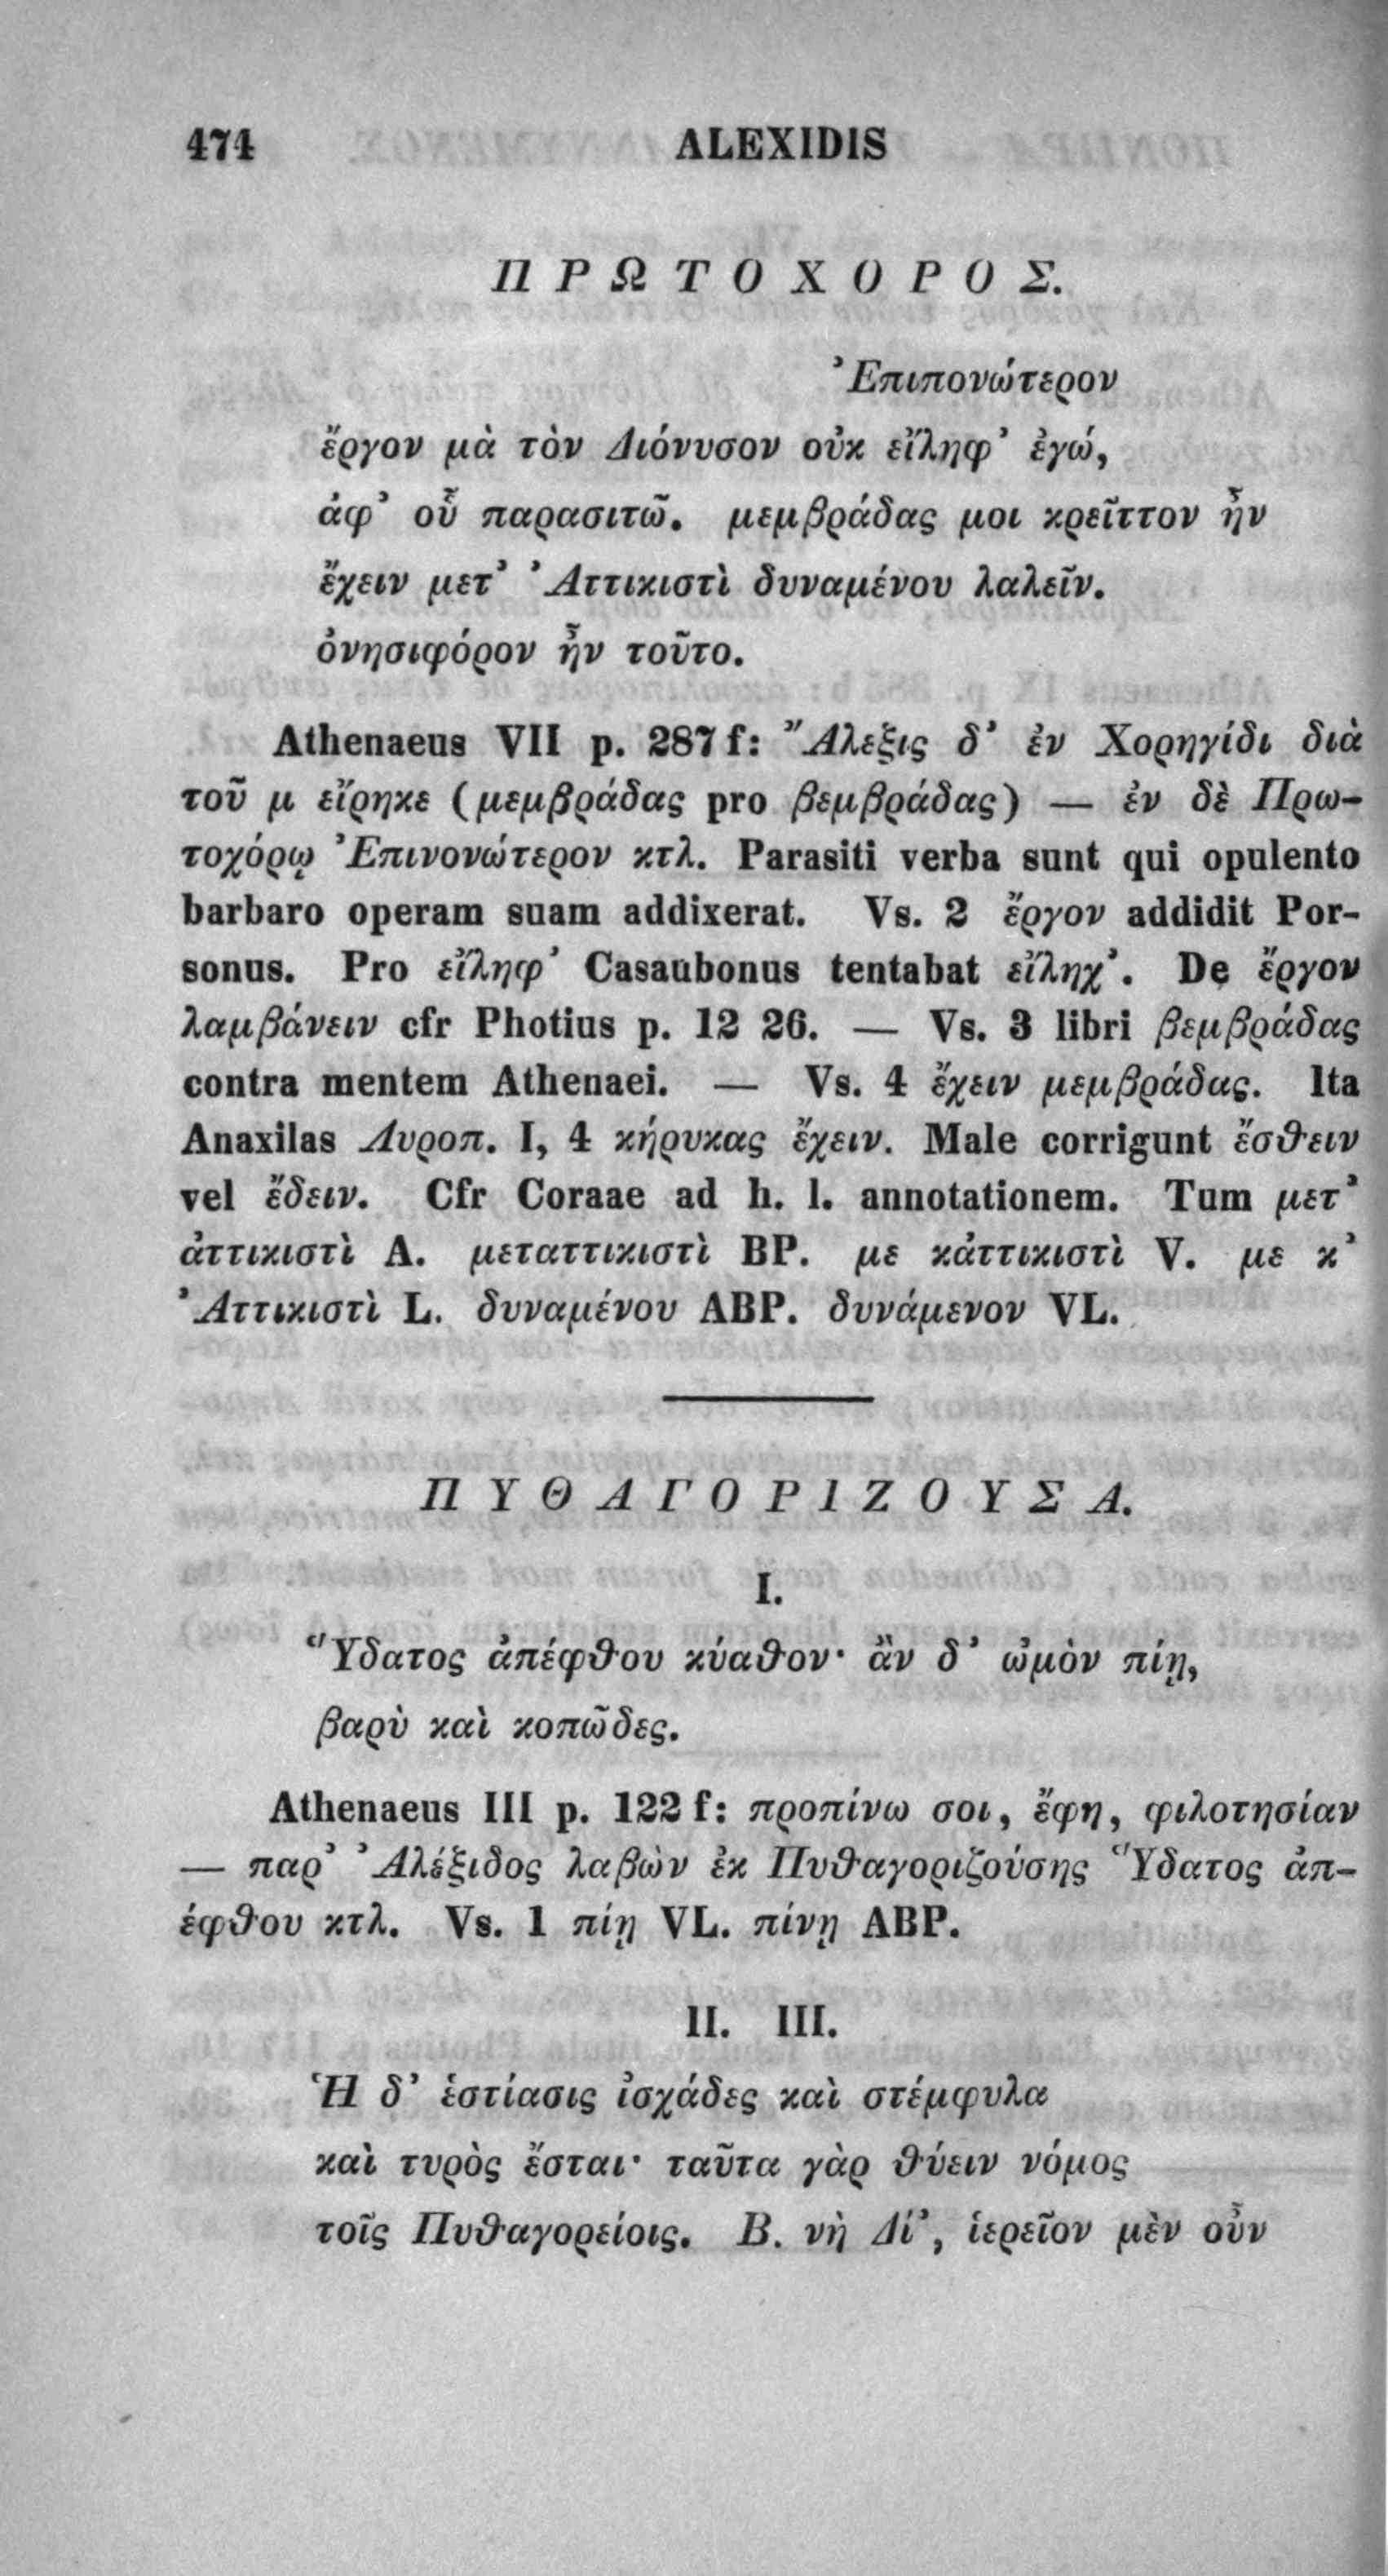 474 ALEXIDIS
ΠΡΩΤΟΧΟΡΟΣ.
Ἐπιπονώτερον
ἔργον μὰ τὸν Διόνυσον οὐκ εἴληφ’ ἐγώ,
ἀφ’ οὗ παρασιτῶ. μεμβράδας μοι κρεῖττον ἦν
ἔχειν μετ’ Ἀττικιστὶ δυναμένου λαλεῖν.
ὀνησιφόρον ἦν τοῦτο.
Athenaeus VII p. 287 f: Ἄλεξις δ’ ἐν Χορηγίδι διὰ
τοῦ μ εἴρηκε (μεμβράδας pro βεμβράδας) — ἐν δὲ Πρω-
τοχόρῳ Ἐπινονώτερον κτλ. Parasiti verba sunt qui opulento
barbaro operam suam addixerat. Vs. 2 ἔργον addidit Por-
sonus. Pro εἴληφ’ Casaubonus tentabat εἴληχ’. De ἔργον
λαμβάνειν cfr Photius p. 12 26. — Vs. 3 libri βεμβράδας
contra mentem Athenaei. — Vs. 4 ἔχειν μεμβράδας. Ita
Anaxilas Λυροπ. I, 4 κήρυκας ἔχειν. Male corrigunt ἔσθειν
vel ἔδειν. Cfr Coraae ad h. l. annotationem. Tum μετ’
ἀττικιστὶ A. μεταττικιστὶ BP. με κἀττικιστὶ V. με κ’
Ἀττικιστὶ L. δυναμένου ABP. δυνάμενον VL.
ΠΥΘΑΓΟΡΙΖΟΥΣΑ.
I.
Ὕδατος ἀπέφθου κύαθον· ἂν δ’ ὠμὸν πίῃ,
βαρὺ καὶ κοπῶδες.
Athenaeus III p. 122 f: προπίνω σοι, ἔφη, φιλοτησίαν
— παρ’ Ἀλέξιδος λαβὼν ἐκ Πυθαγοριζούσης Ὕδατος ἀπ-
έφθου κτλ. Vs. 1 πίῃ VL. πίνῃ ABP.
II. III.
Ἡ δ’ ἑστίασις ἰσχάδες καὶ στέμφυλα
καὶ τυρὸς ἔσται· ταῦτα γὰρ θύειν νόμος
τοῖς Πυθαγορείοις. B. νὴ Δί’, ἱερεῖον μὲν οὖν